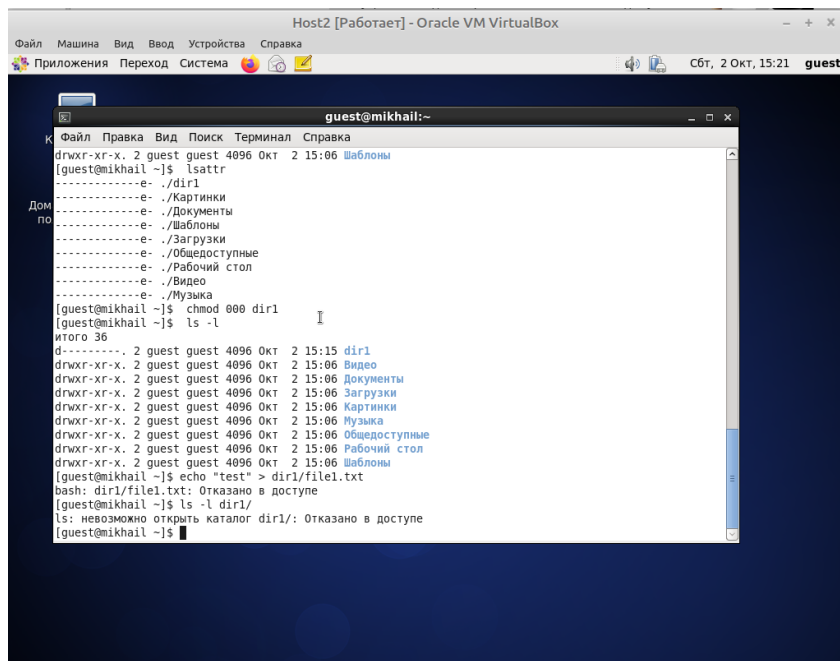 Host2 [Работает] - Oracle VM VirtualBox
Файл Машина Вид Ввод Устройства Справка
Приложения Переход Система Сбт, 2 Окт, 15:21 guest
guest@mikhail:~
Файл Правка Вид Поиск Терминал Справка
К
Дом
по
drwxr-xr-x. 2 guest guest 4096 Окт  2 15:06 Шаблоны
[guest@mikhail ~]$  lsattr
-------------e- ./dir1
-------------e- ./Картинки
-------------e- ./Документы
-------------e- ./Шаблоны
-------------e- ./Загрузки
-------------e- ./Общедоступные
-------------e- ./Рабочий стол
-------------e- ./Видео
-------------e- ./Музыка
[guest@mikhail ~]$  chmod 000 dir1
[guest@mikhail ~]$  ls -l
итого 36
d---------. 2 guest guest 4096 Окт  2 15:15 dir1
drwxr-xr-x. 2 guest guest 4096 Окт  2 15:06 Видео
drwxr-xr-x. 2 guest guest 4096 Окт  2 15:06 Документы
drwxr-xr-x. 2 guest guest 4096 Окт  2 15:06 Загрузки
drwxr-xr-x. 2 guest guest 4096 Окт  2 15:06 Картинки
drwxr-xr-x. 2 guest guest 4096 Окт  2 15:06 Музыка
drwxr-xr-x. 2 guest guest 4096 Окт  2 15:06 Общедоступные
drwxr-xr-x. 2 guest guest 4096 Окт  2 15:06 Рабочий стол
drwxr-xr-x. 2 guest guest 4096 Окт  2 15:06 Шаблоны
[guest@mikhail ~]$ echo "test" > dir1/file1.txt
bash: dir1/file1.txt: Отказано в доступе
[guest@mikhail ~]$ ls -l dir1/
ls: невозможно открыть каталог dir1/: Отказано в доступе
[guest@mikhail ~]$